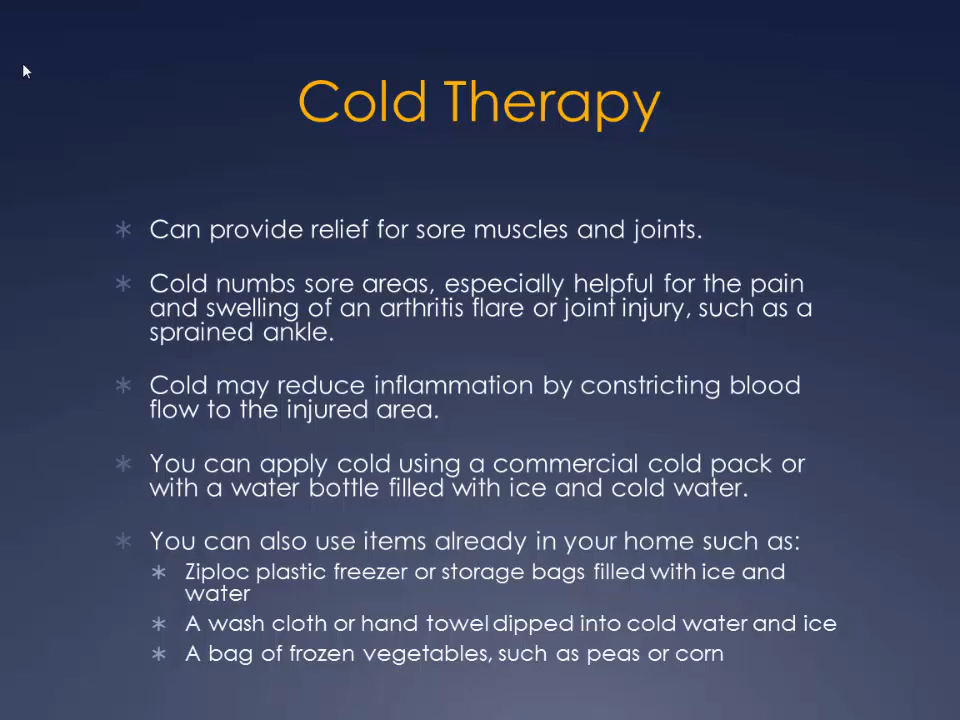 Cold Therapy
Can provide relief for sore muscles and joints.
Cold numbs sore areas, especially helpful for the pain
and swelling of an arthritis flare or joint injury, such as a
sprained ankle.
Cold may reduce inflammation by constricting blood
flow to the injured area.
You can apply cold using a commercial cold pack or
with a water bottle filled with ice and cold water.
You can also use items already in your home such as:
Ziploc plastic freezer or storage bags filled with ice and
water
A wash cloth or hand towel dipped into cold water and ice
A bag of frozen vegetables, such as peas or corn